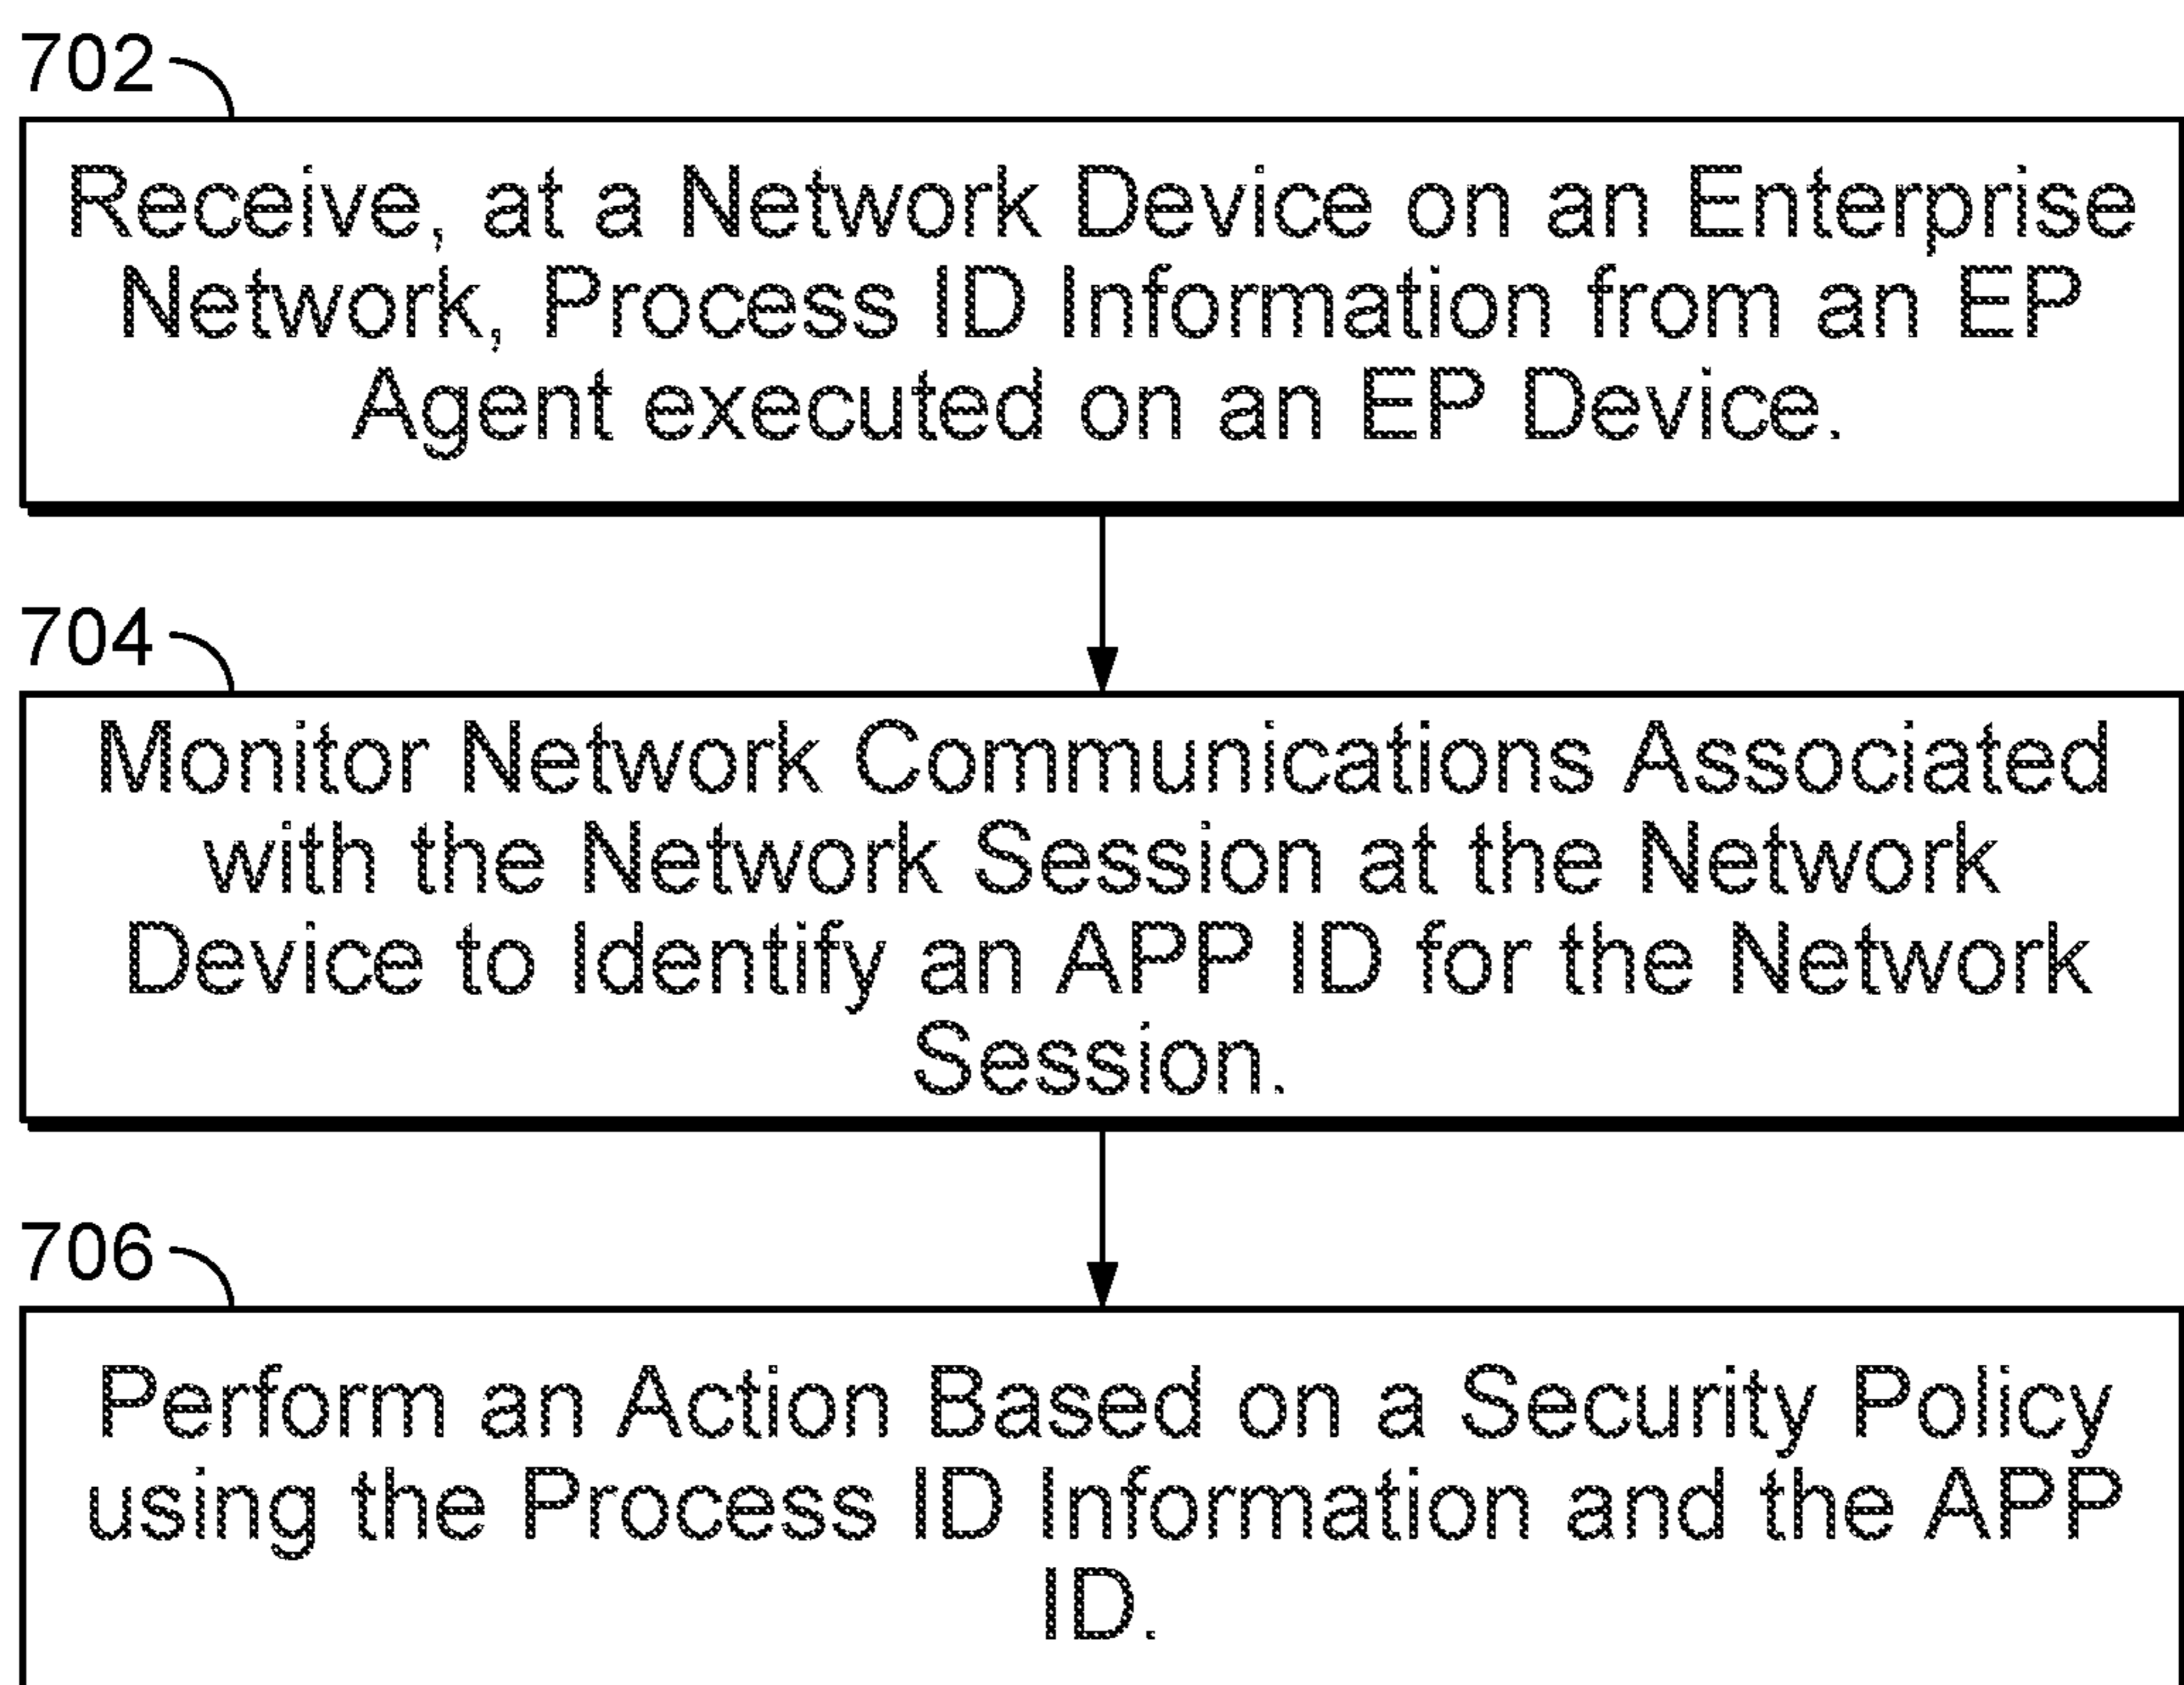 702
Receive, at a Network Device on an Enterprise
Network, Process ID Information from an EP
Agent executed on an EP Device.
704
Monitor Network Communications Associated
with the Network Session at the Network
Device to Identify an APP ID for the Network
Session.
706
Perform an Action Based on a Security Policy
using the Process ID Information and the APP
ID.